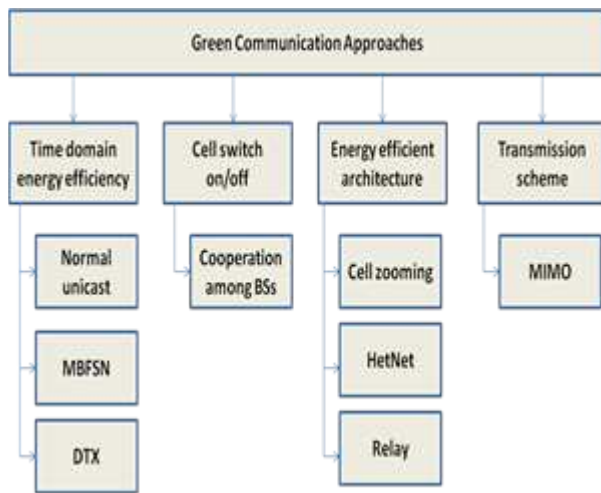 Green Communication Approaches
Time domain
energy efficiency
Cell switch
on/off
Energy efficient
architecture
Transmission
scheme
Normal
unicast
Cooperation
among BSs
Cell zooming
MIMO
MBFSN
HetNet
DTX
Relay